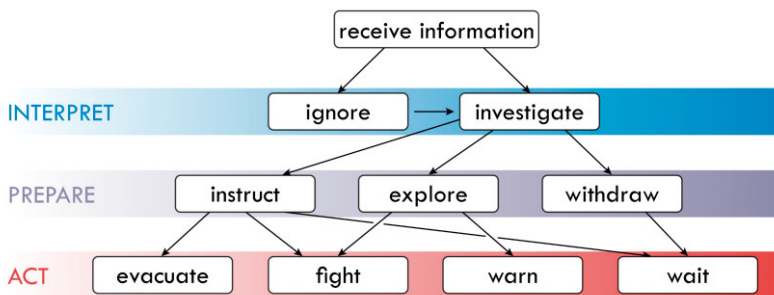 receive information
INTERPRET
ignore
investigate
PREPARE
instruct
explore
withdraw
ACT
evacuate
fight
warn
wait